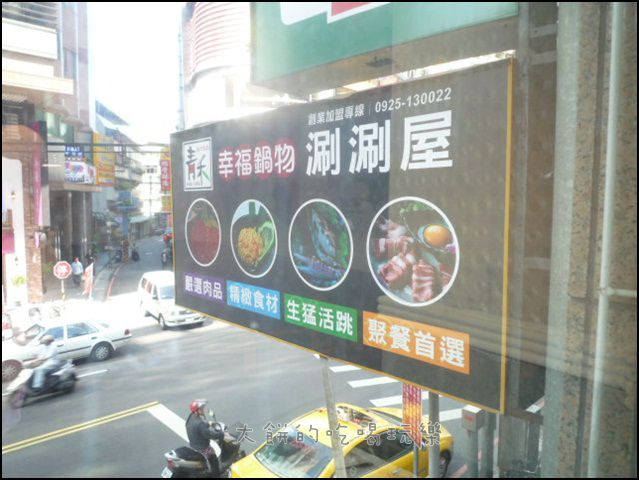 創業加盟專線 | 0925-130022
青禾 幸福鍋物 涮涮屋
嚴選肉品
精緻食材
生猛活跳
聚餐首選
大餅的吃喝玩樂